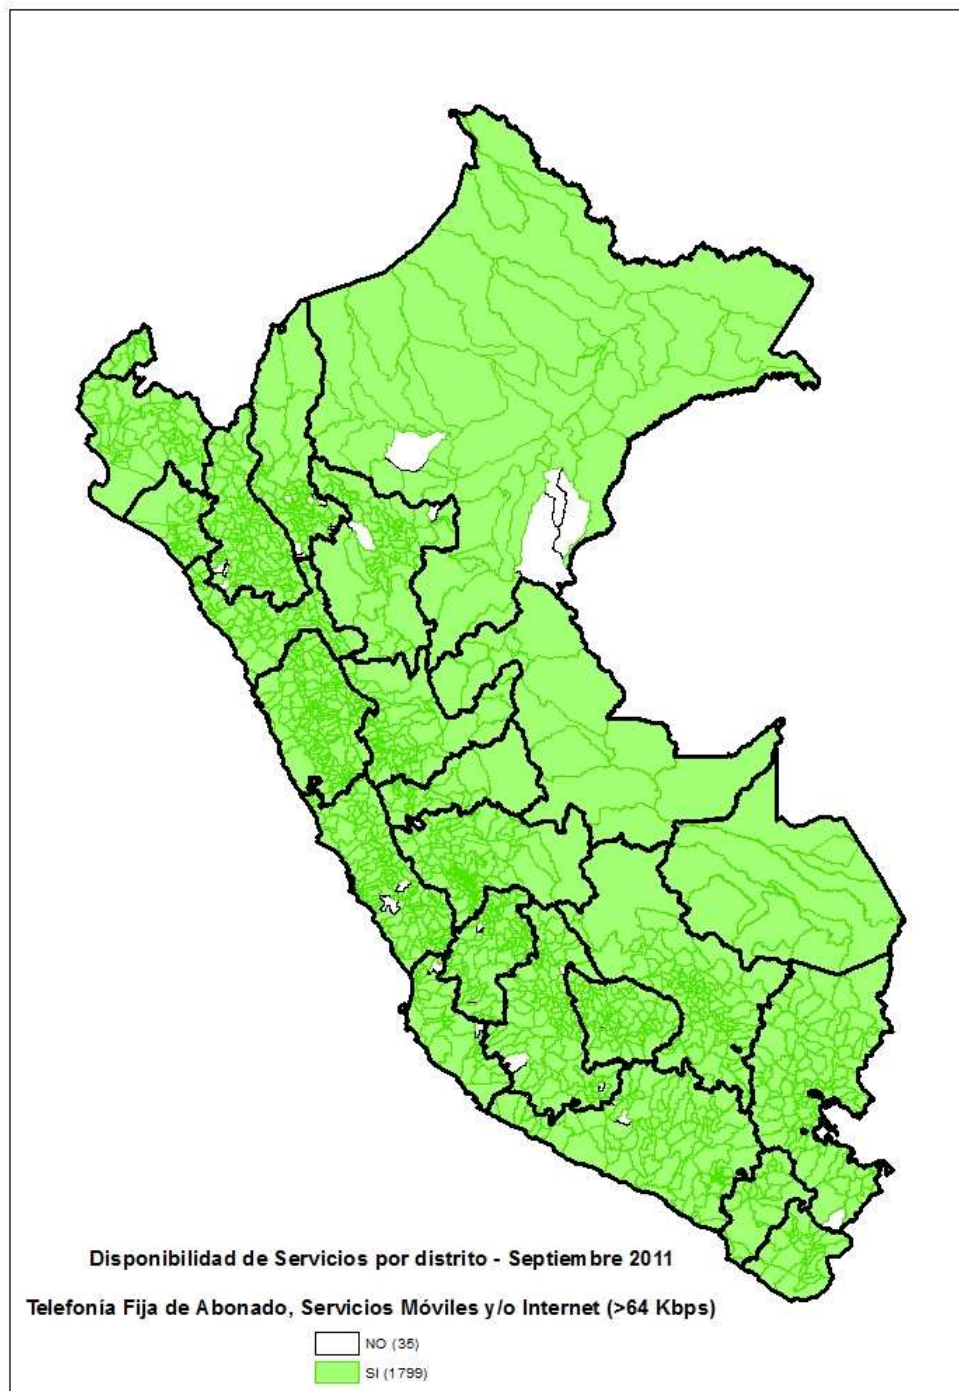 Disponibilidad de Servicios por distrito - Septiembre 2011
Telefonía Fija de Abonado, Servicios Móviles y/o Internet (>64 Kbps)
NO (35)
SI (1799)